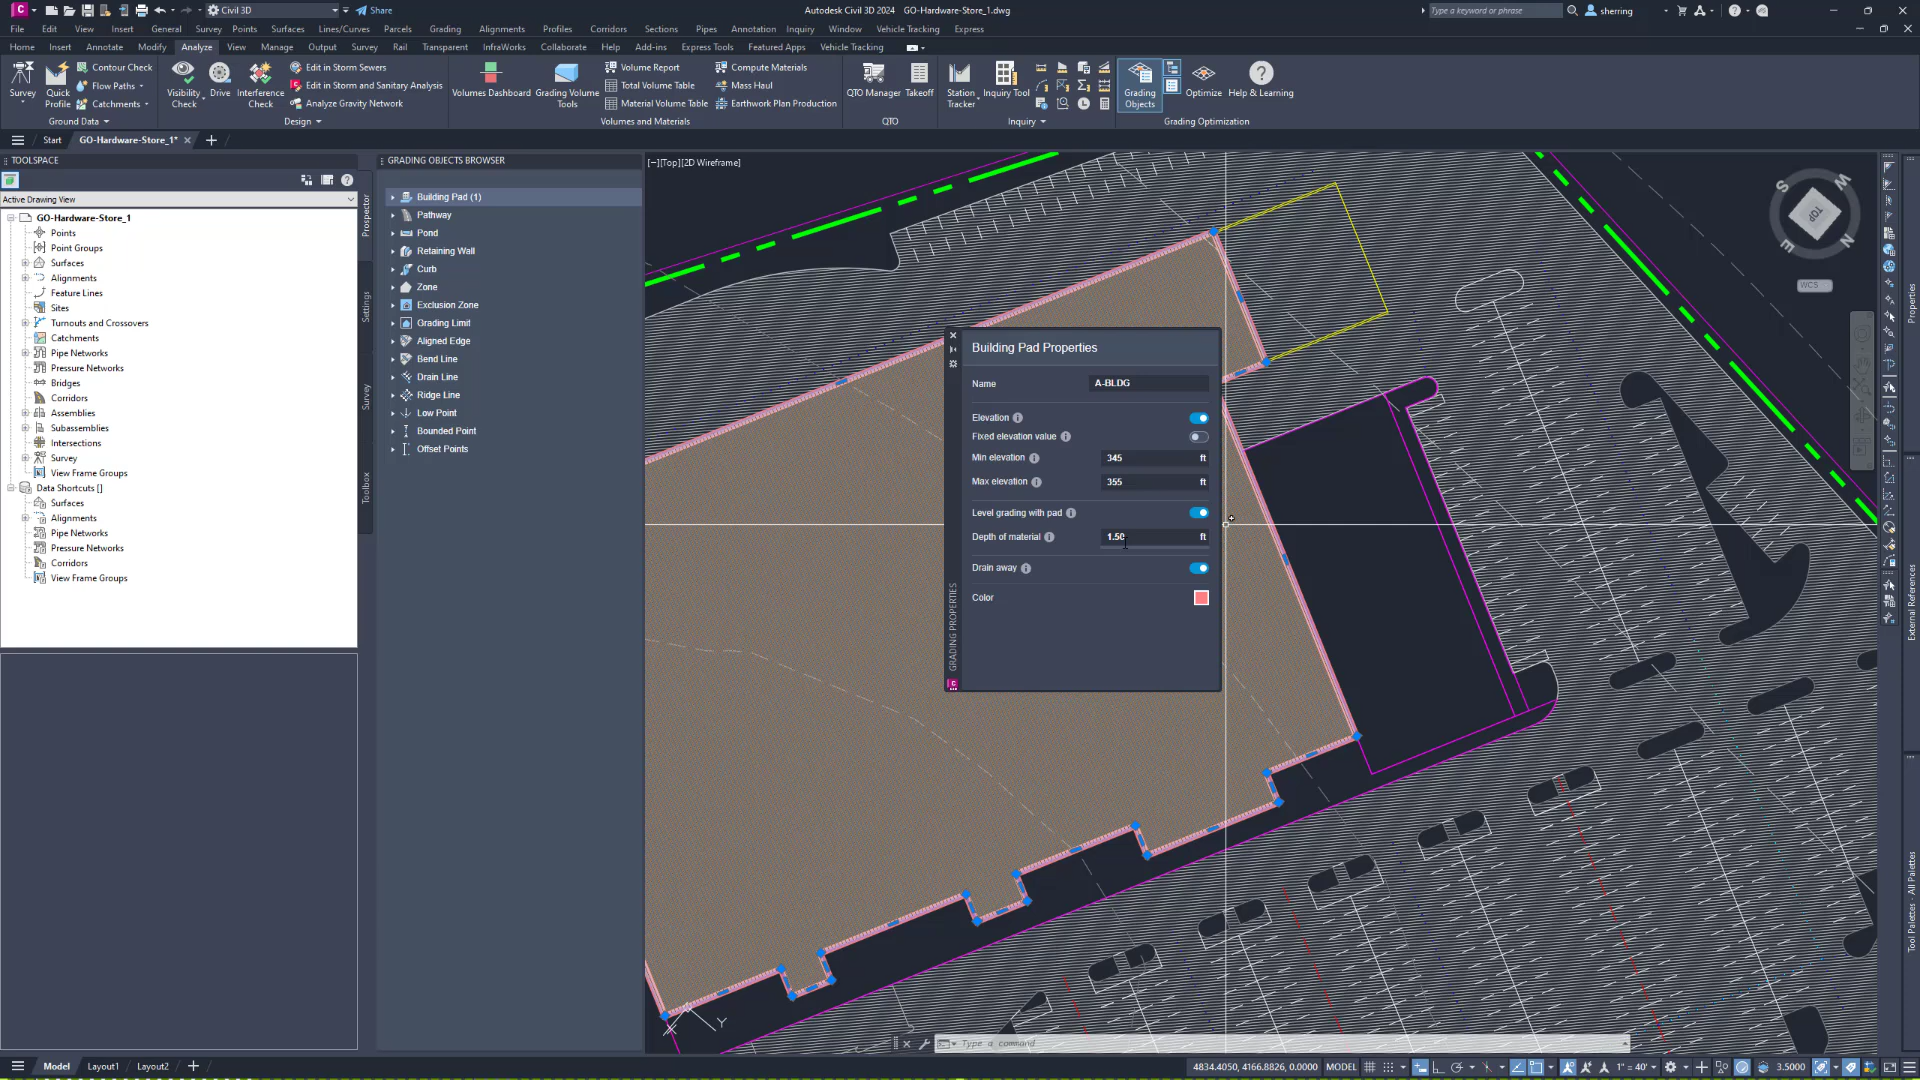 Civil 3D
Share
Autodesk Civil 3D 2024 GO-Hardware-Store_1.dwg
Type a keyword or phrase
sherring
File Edit View Insert General Survey Points Surfaces Lines/Curves Parcels Grading Alignments Profiles Corridors Sections Pipes Annotation Inquiry Window Vehicle Tracking Express
Home Insert Annotate Modify Analyze View Manage Output Survey Rail Transparent InfraWorks Collaborate Help Add-ins Express Tools Featured Apps Vehicle Tracking
Survey
Quick Profile
Contour Check
Flow Paths
Catchments
Ground Data
Visibility Check
Drive
Interference Check
Edit in Storm Sewers
Edit in Storm and Sanitary Analysis
Analyze Gravity Network
Design
Volumes Dashboard
Grading Volume Tools
Volume Report
Total Volume Table
Material Volume Table
Compute Materials
Mass Haul
Earthwork Plan Production
Volumes and Materials
QTO Manager
Takeoff
QTO
Station Tracker
Inquiry Tool
Inquiry
Grading Objects
Optimize
Help & Learning
Grading Optimization
Start
GO-Hardware-Store_1*
TOOLSPACE
Active Drawing View
GO-Hardware-Store_1
Points
Point Groups
Surfaces
Alignments
Feature Lines
Sites
Turnouts and Crossovers
Catchments
Pipe Networks
Pressure Networks
Bridges
Corridors
Assemblies
Subassemblies
Intersections
Survey
View Frame Groups
Data Shortcuts []
Surfaces
Alignments
Pipe Networks
Pressure Networks
Corridors
View Frame Groups
Prospector
Settings
Survey
Toolbox
GRADING OBJECTS BROWSER
Building Pad (1)
Pathway
Pond
Retaining Wall
Curb
Zone
Exclusion Zone
Grading Limit
Aligned Edge
Bend Line
Drain Line
Ridge Line
Low Point
Bounded Point
Offset Points
[−][Top][2D Wireframe]
Building Pad Properties
Name A-BLDG
Elevation
Fixed elevation value
Min elevation 345 ft
Max elevation 355 ft
Level grading with pad
Depth of material 1.50 ft
Drain away
Color
GRADING PROPERTIES
S W
TOP
E N
WCS
Properties
External References
Tool Palettes - All Palettes
X Y
Type a command
Model Layout1 Layout2
4834.4050, 4166.8826, 0.0000 MODEL
1" = 40'
3.5000